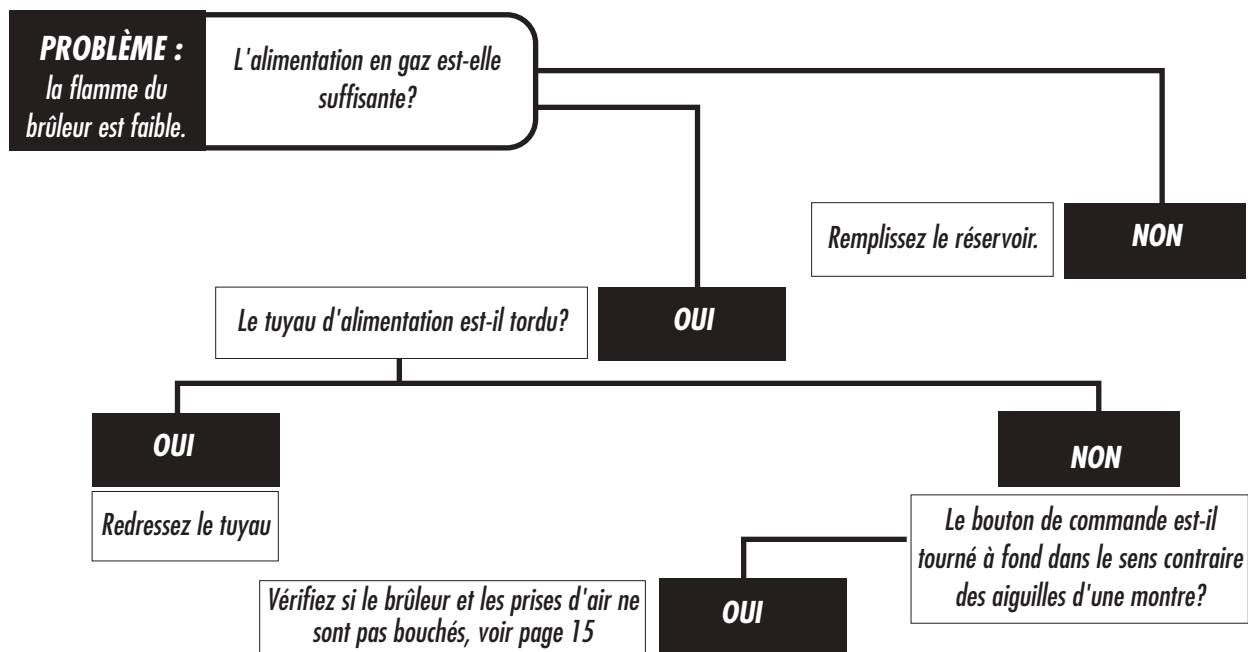 PROBLÈME :
la flamme du
brûleur est faible.
L'alimentation en gaz est-elle
suffisante?
Remplissez le réservoir.
NON
Le tuyau d'alimentation est-il tordu?
OUI
OUI
Redressez le tuyau
NON
Le bouton de commande est-il
tourné à fond dans le sens contraire
des aiguilles d'une montre?
Vérifiez si le brûleur et les prises d'air ne
sont pas bouchés, voir page 15
OUI